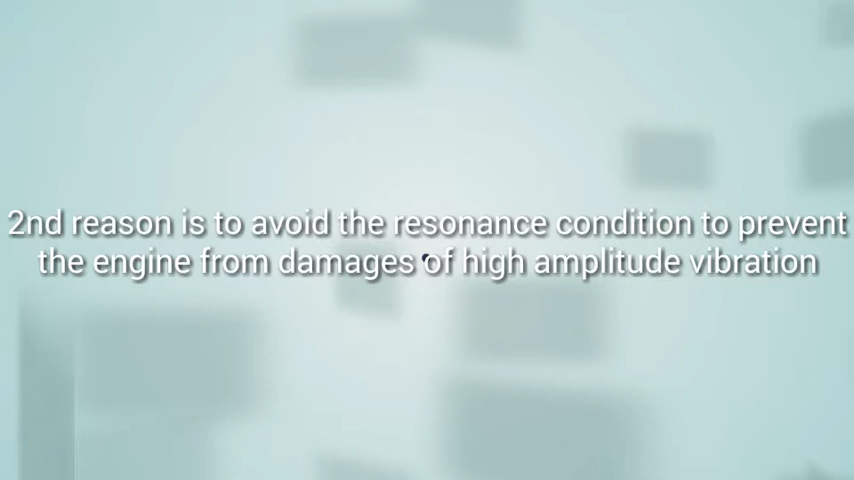 2nd reason is to avoid the resonance condition to prevent
the engine from damages of high amplitude vibration